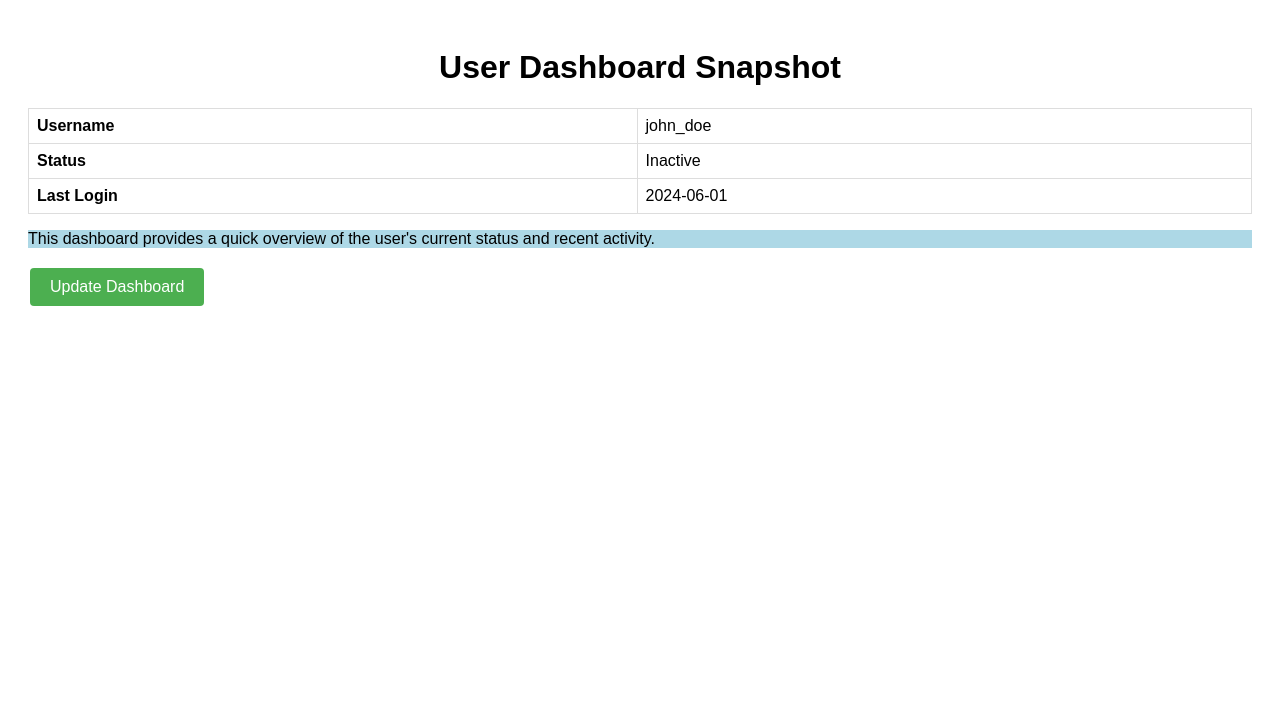 User Dashboard Snapshot
Username john_doe
Status Inactive
Last Login 2024-06-01
This dashboard provides a quick overview of the user's current status and recent activity.
Update Dashboard